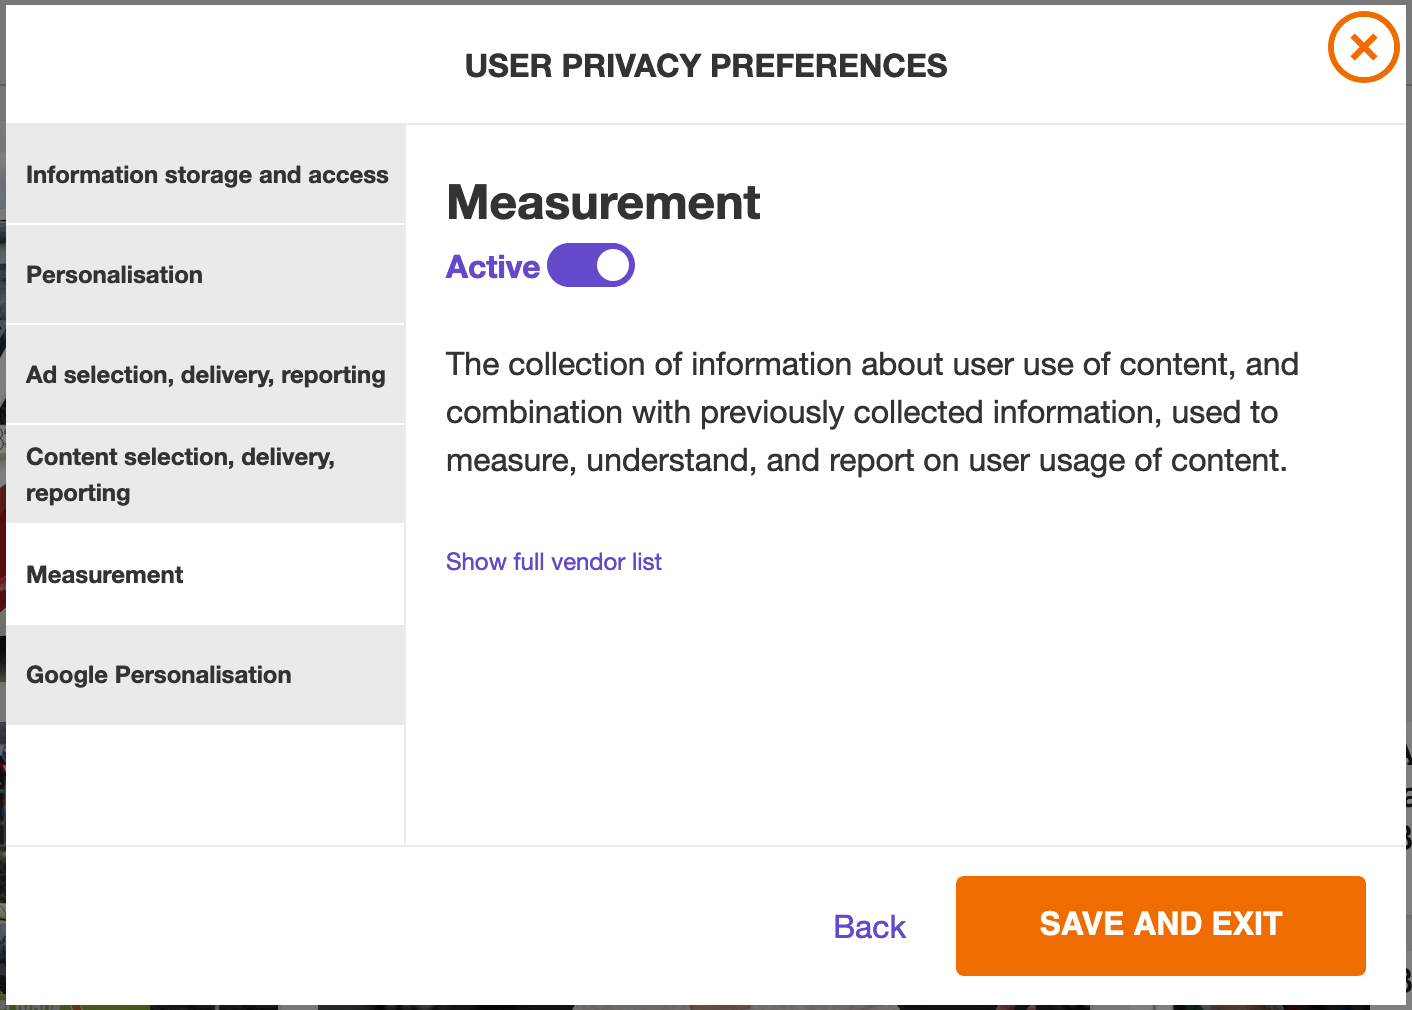 USER PRIVACY PREFERENCES
Information storage and access
Personalisation
Ad selection, delivery, reporting
Content selection, delivery,
reporting
Measurement
Google Personalisation
Measurement
Active
The collection of information about user use of content, and
combination with previously collected information, used to
measure, understand, and report on user usage of content.
Show full vendor list
Back
SAVE AND EXIT